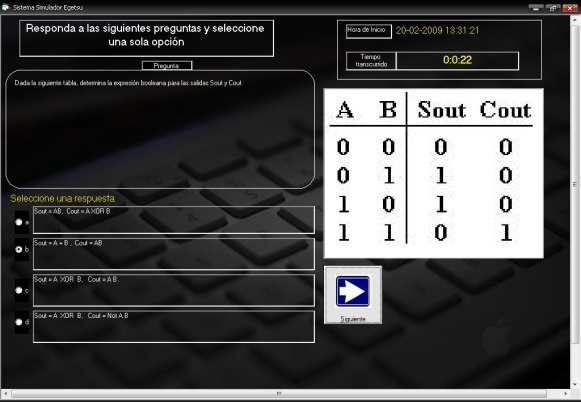 Sistema Simulador Egetsu
Responda a las siguientes preguntas y seleccione
una sola opción
Hora de Inicio 20-02-2009 13:31:21
Tiempo
transcurrido 0:0:22
Pregunta:
Dada la siguiente tabla, determina la expresión booleana para las salidas Sout y Cout
A B Sout Cout
0 0 0 0
0 1 1 0
1 0 1 0
1 1 0 1
Seleccione una respuesta
a Sout = AB, Cout = A XOR B
b Sout = A + B , Cout = AB
c Sout = A XOR B, Cout = A B
d Sout = A XOR B, Cout = Not A B
Siguiente